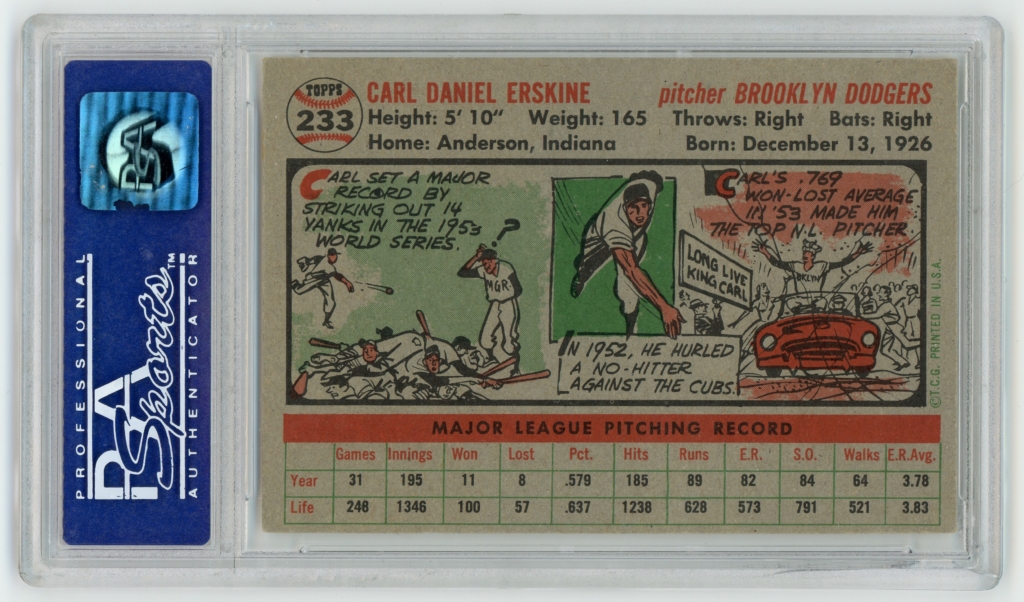 PSA
PROFESSIONAL
PSA
Sports™
AUTHENTICATOR
TOPPS
233
CARL DANIEL ERSKINE
pitcher BROOKLYN DODGERS
Height: 5' 10" Weight: 165 Throws: Right Bats: Right
Home: Anderson, Indiana Born: December 13, 1926
CARL SET A MAJOR
RECORD BY
STRIKING OUT 14
YANKS IN THE 1953
WORLD SERIES.
?
MGR.
IN 1952, HE HURLED
A NO-HITTER
AGAINST THE CUBS.
CARL'S .769
WON-LOST AVERAGE
IN '53 MADE HIM
THE TOP N.L. PITCHER
LONG LIVE
KING CARL
BKLYN
©T.C.G. PRINTED IN U.S.A.
MAJOR LEAGUE PITCHING RECORD
Games Innings Won Lost Pct. Hits Runs E.R. S.O. Walks E.R.Avg.
Year 31 195 11 8 .579 185 89 82 84 64 3.78
Life 248 1346 100 57 .637 1238 628 573 791 521 3.83